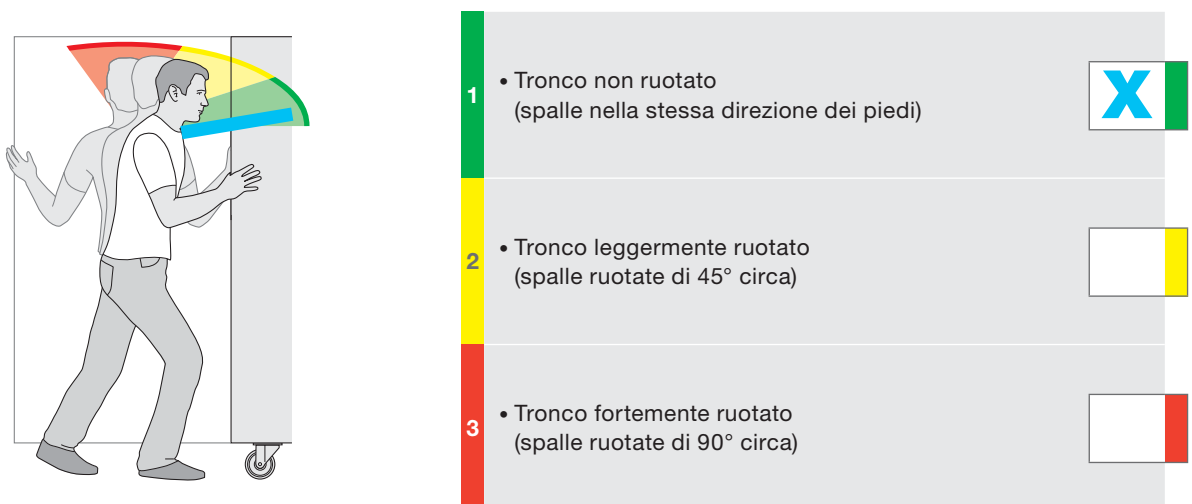 1
• Tronco non ruotato
(spalle nella stessa direzione dei piedi)
X
2
• Tronco leggermente ruotato
(spalle ruotate di 45° circa)
3
• Tronco fortemente ruotato
(spalle ruotate di 90° circa)